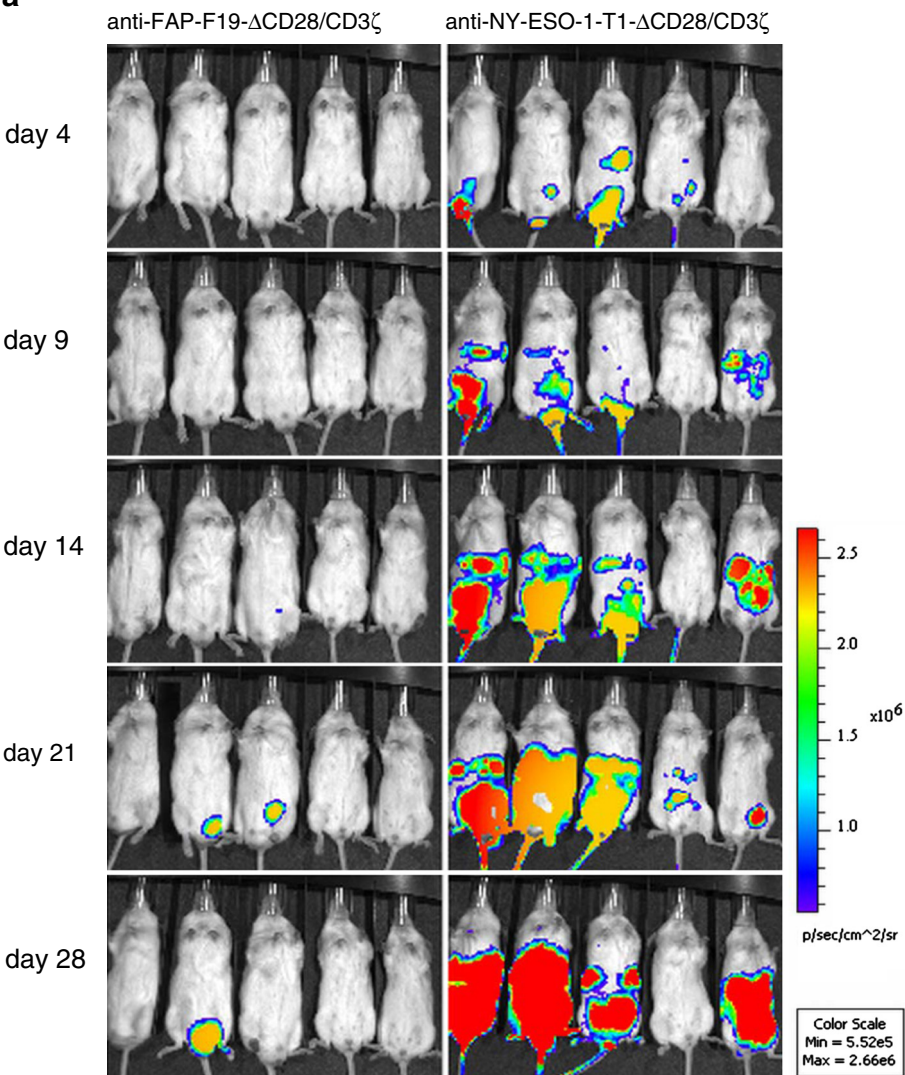 a
anti-FAP-F19-ΔCD28/CD3ζ
anti-NY-ESO-1-T1-ΔCD28/CD3ζ
day 4
day 9
day 14
day 21
day 28
2.5
2.0
1.5
1.0
x10⁶
p/sec/cm^2/sr
Color Scale
Min = 5.52e5
Max = 2.66e6